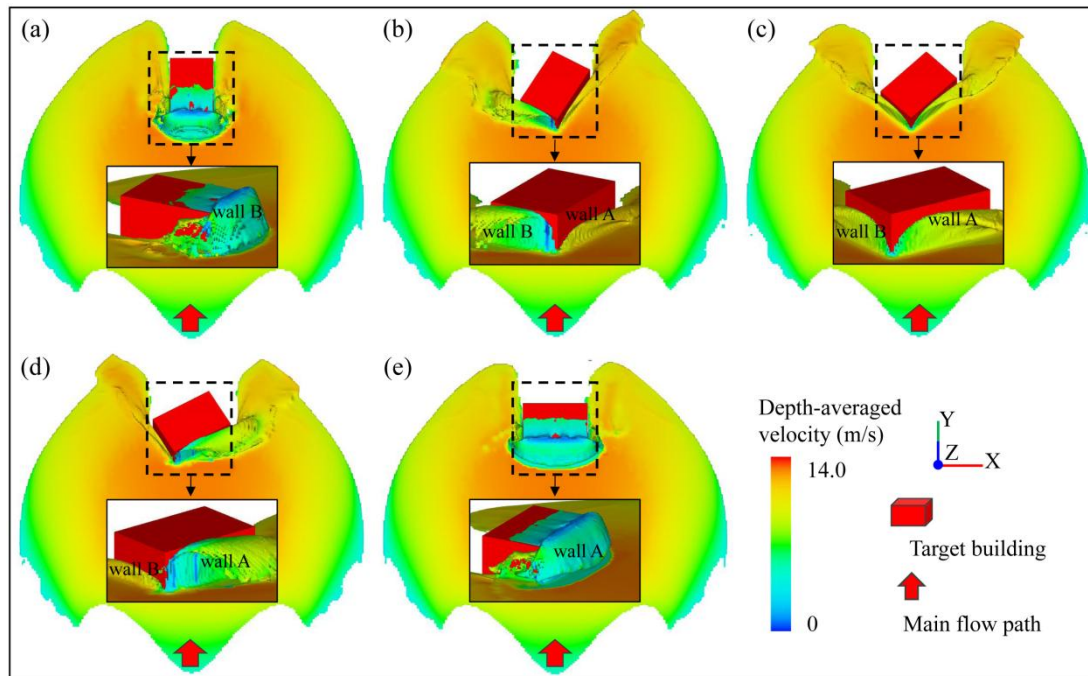 (a)
(b)
(c)
wall B
wall A
wall B
wall B
wall A
(d)
(e)
wall B
wall A
wall A
Depth-averaged
velocity (m/s)
14.0
0
Y
Z
X
Target building
Main flow path